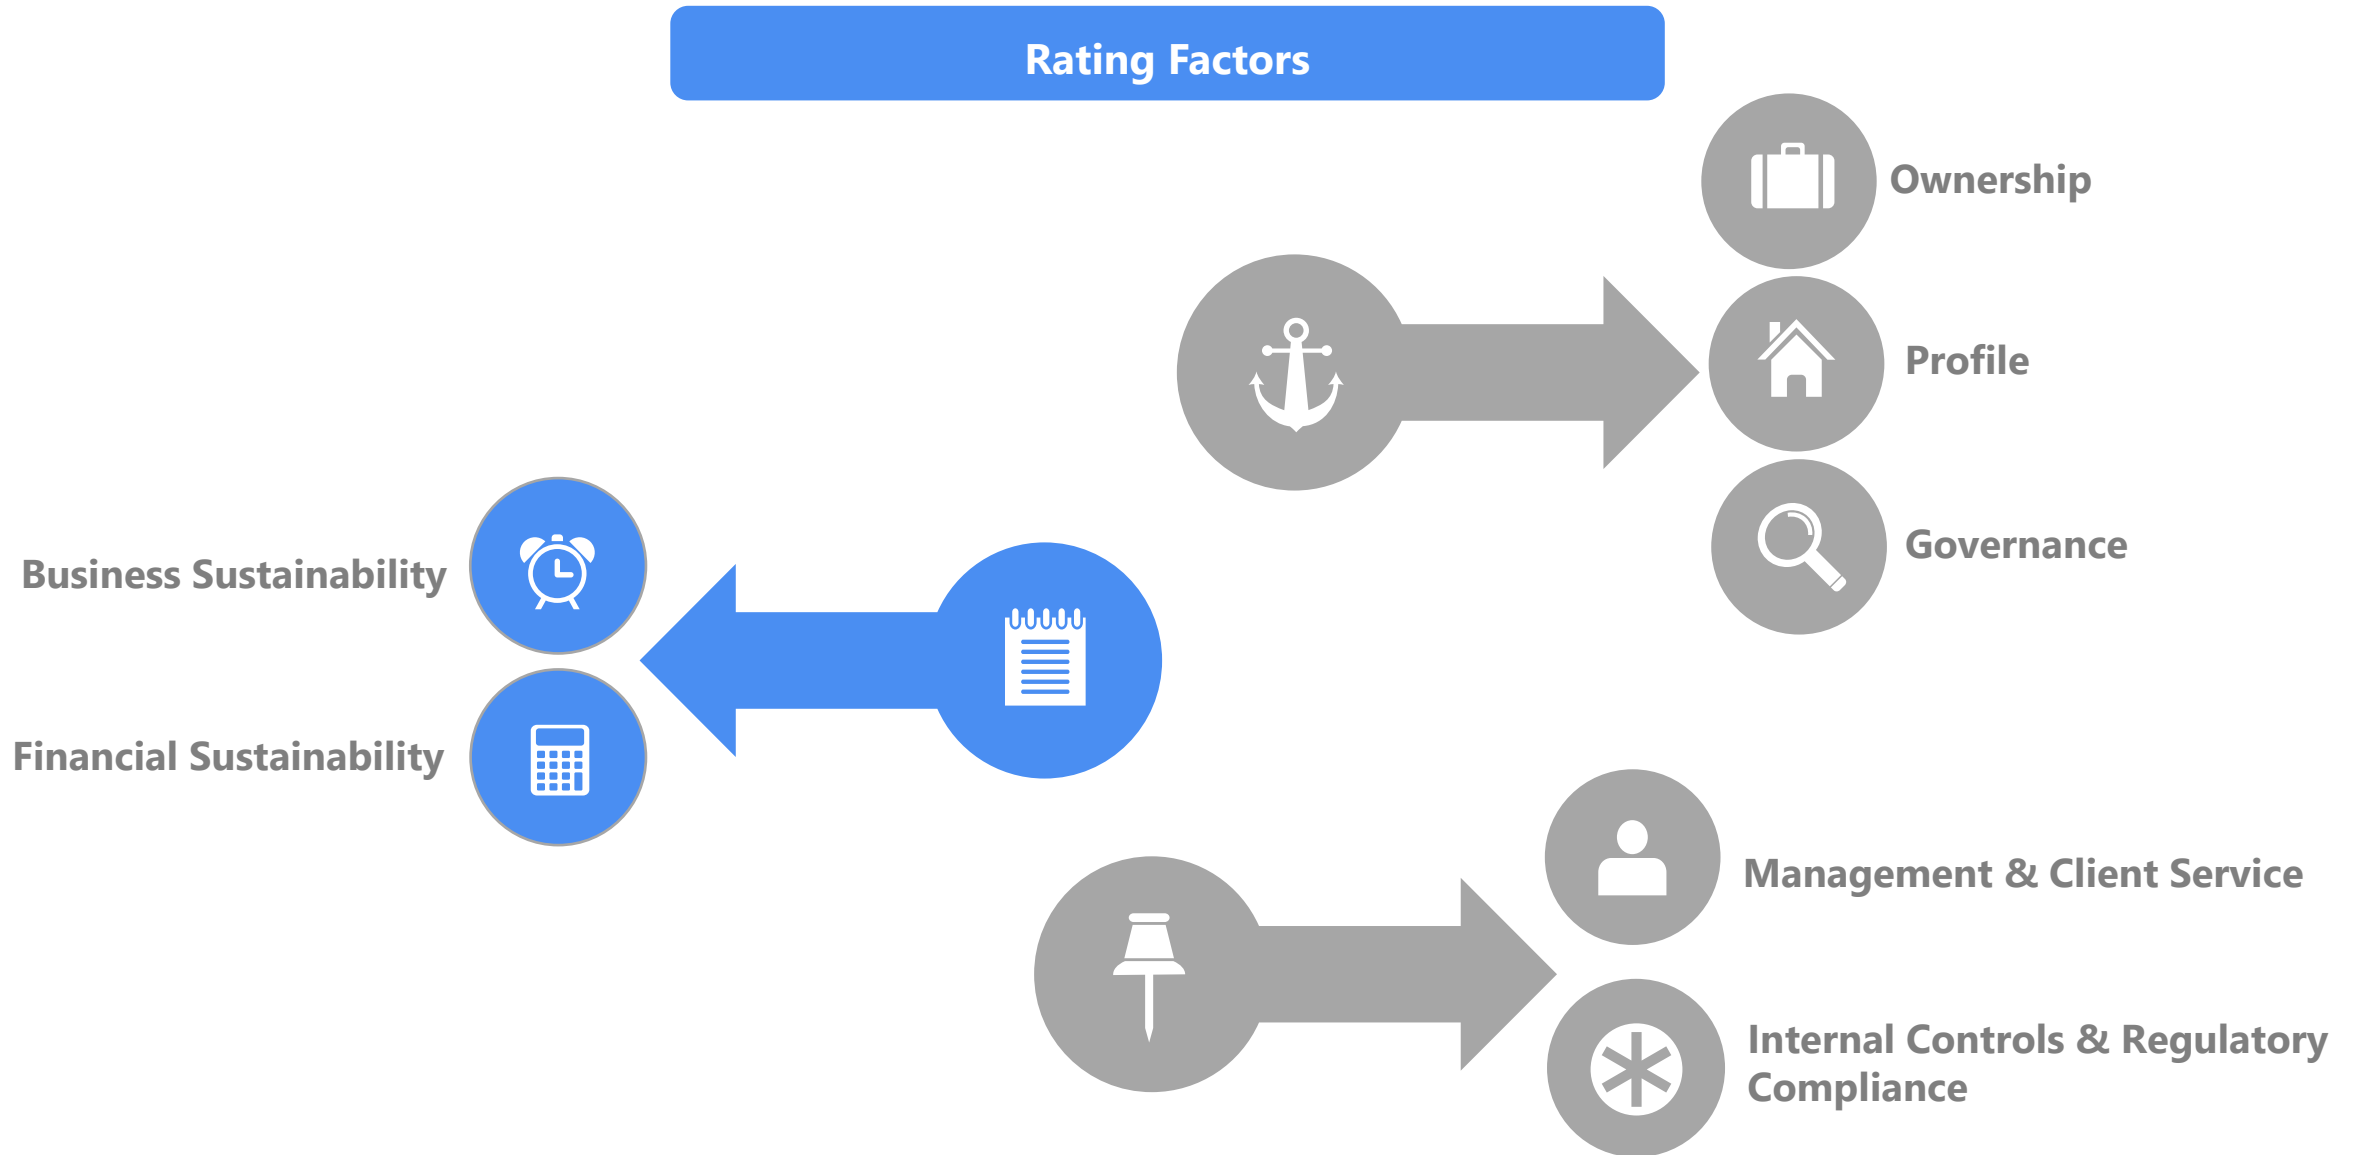 Rating Factors
Ownership
Profile
Governance
Business Sustainability
Financial Sustainability
Management & Client Service
Internal Controls & Regulatory
Compliance